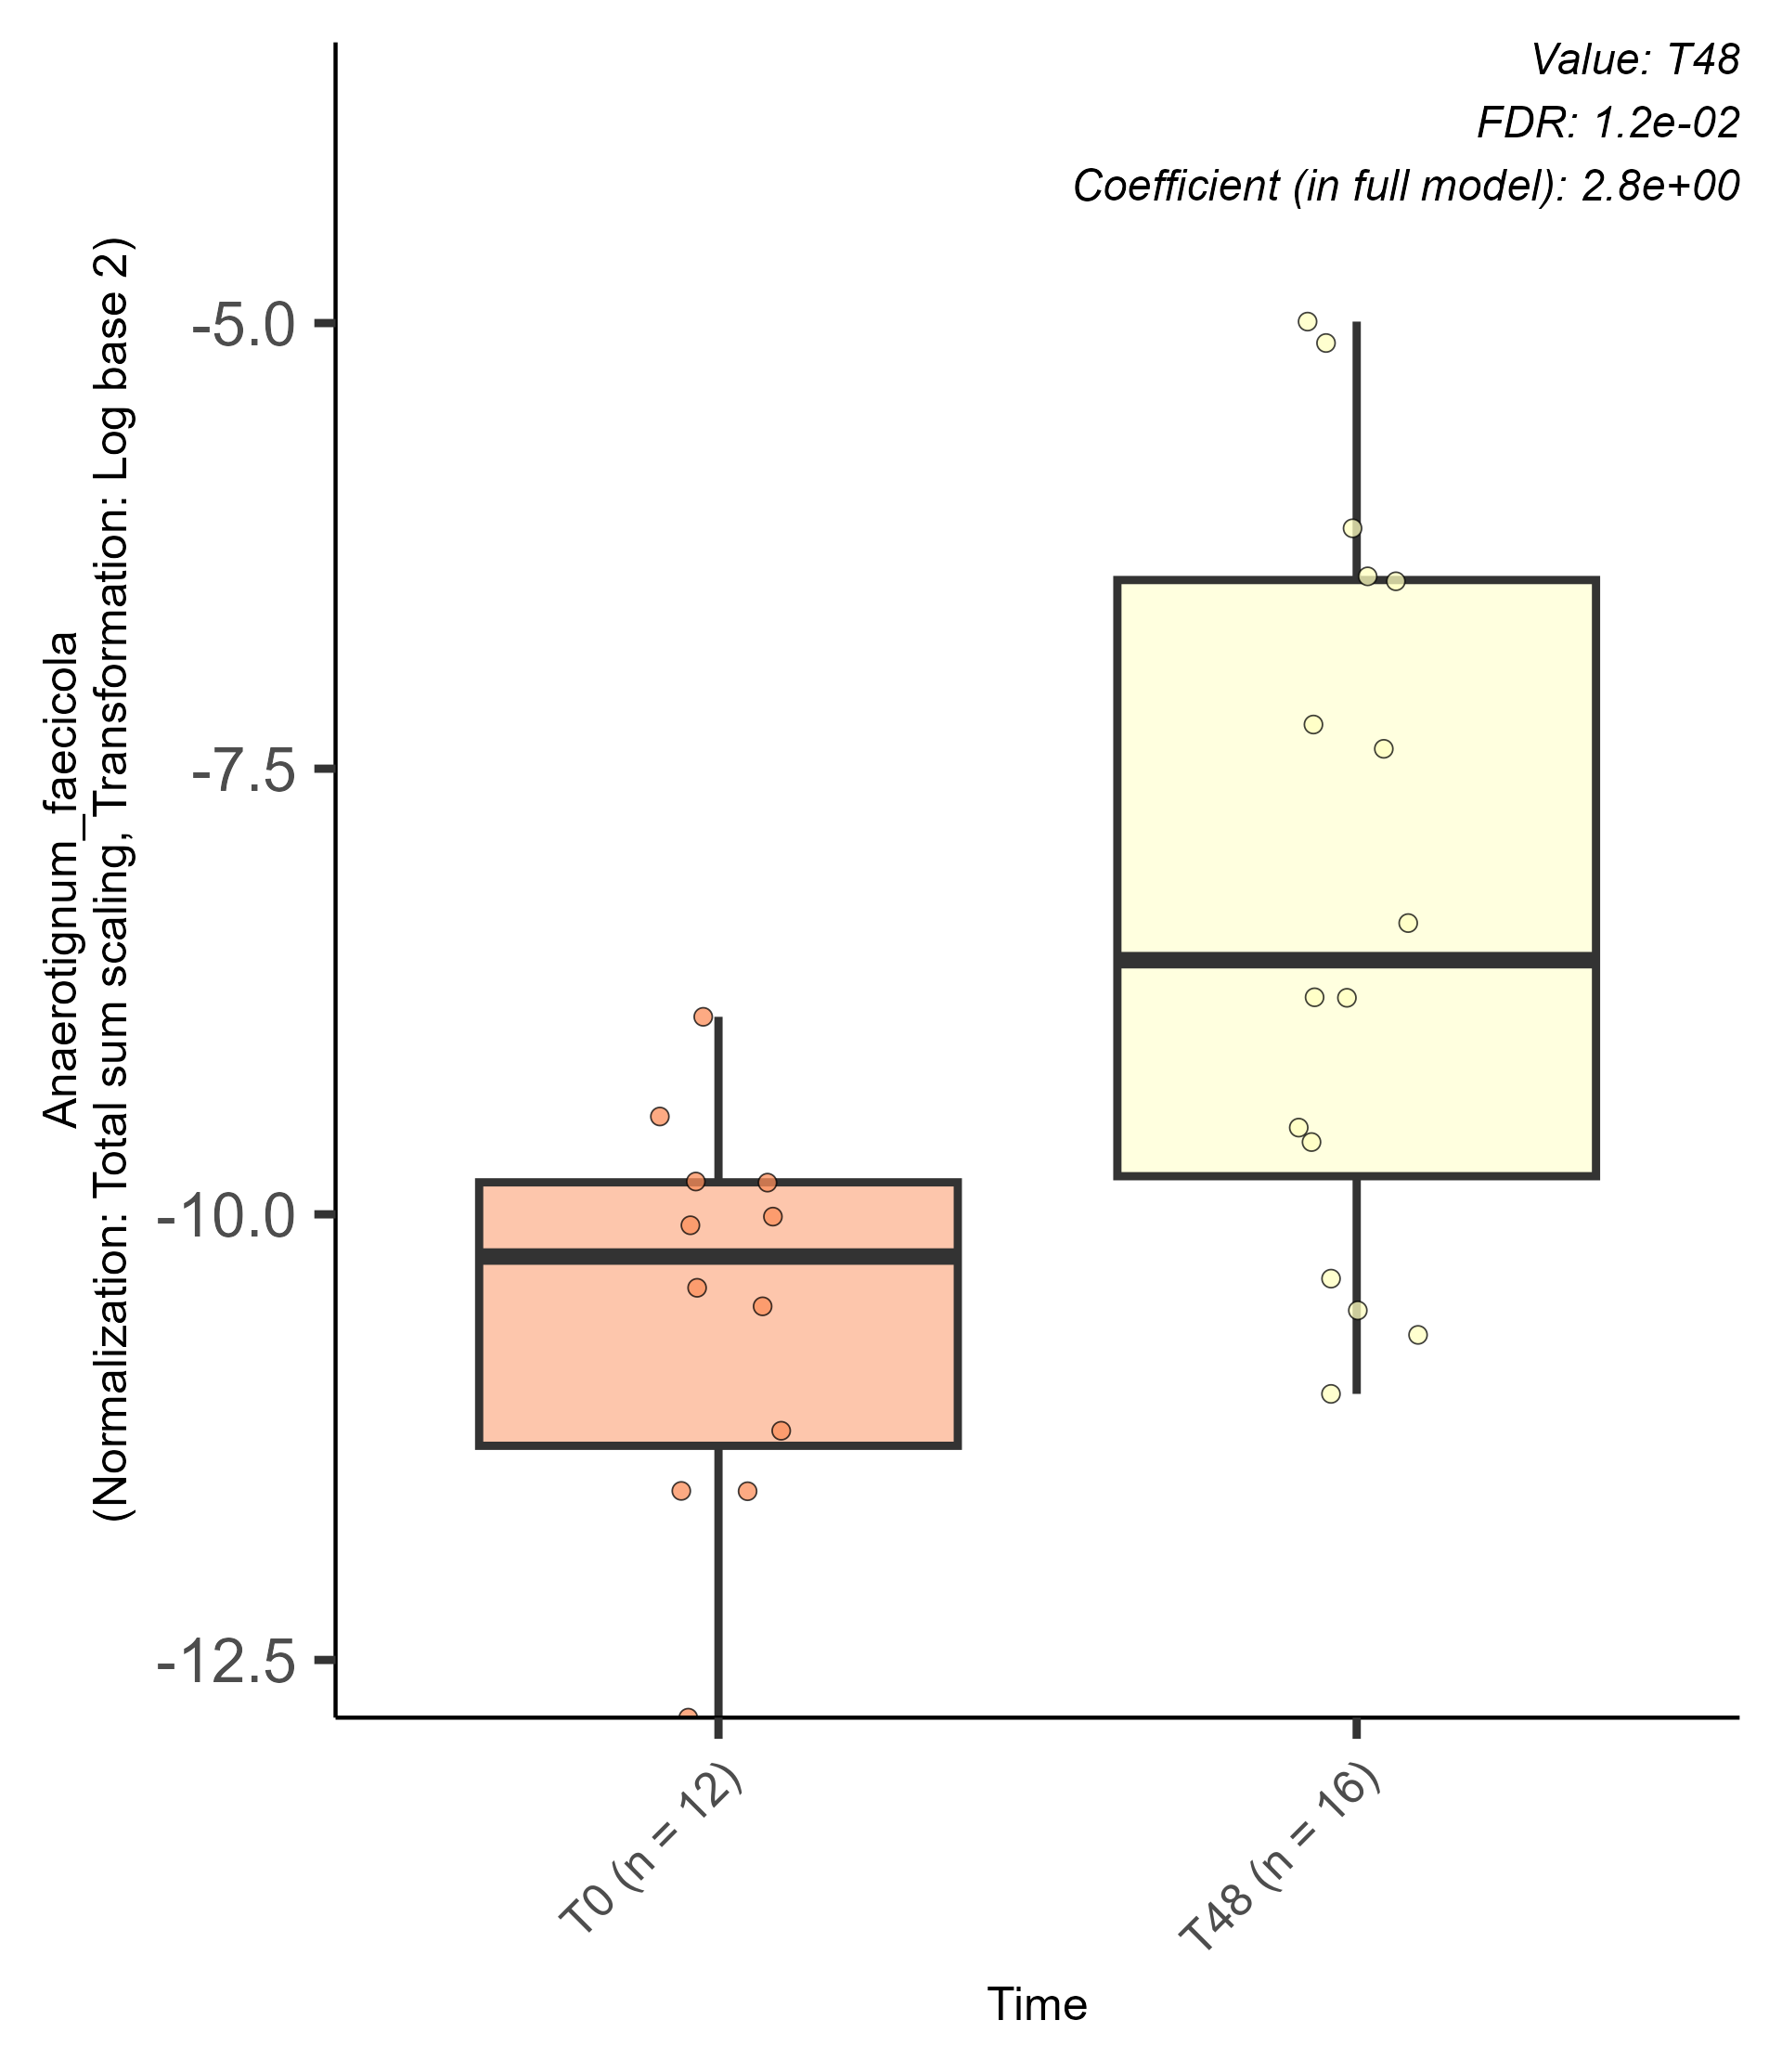 Value: T48
FDR: 1.2e-02
Coefficient (in full model): 2.8e+00
Anaerotignum_faecicola
(Normalization: Total sum scaling, Transformation: Log base 2)
-5.0
-7.5
-10.0
-12.5
T0 (n = 12)
T48 (n = 16)
Time